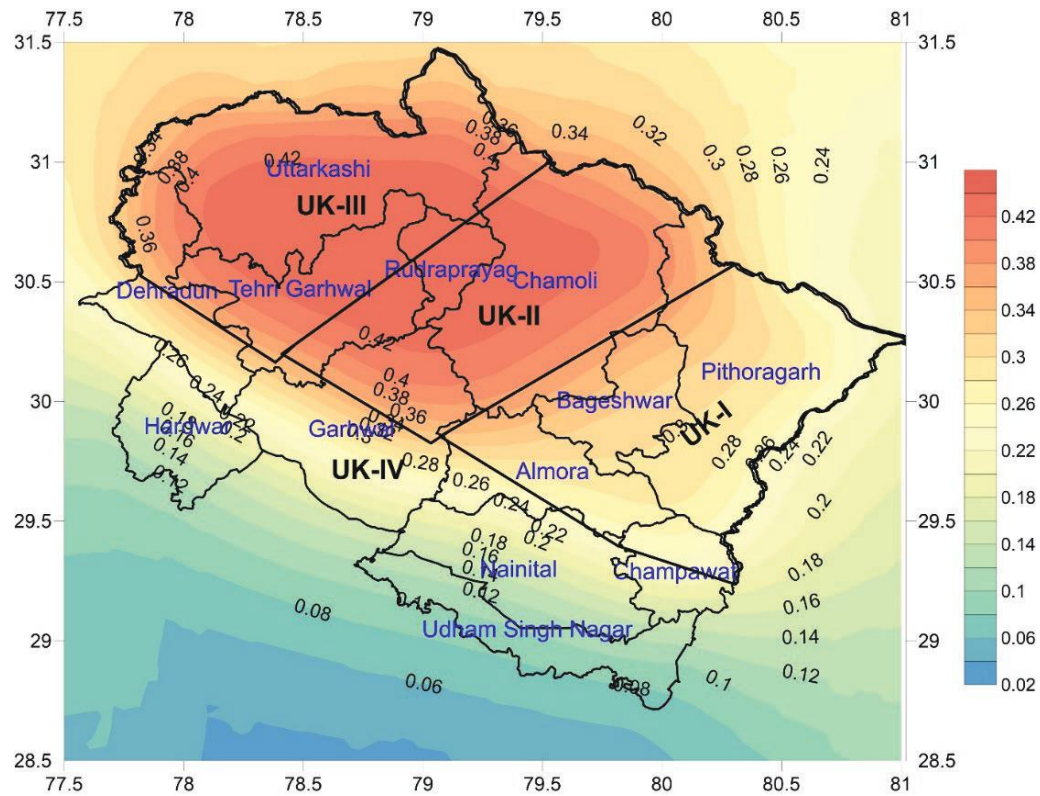 77.5 78 78.5 79 79.5 80 80.5 81
31.5 31.5
0.36 0.34 0.32
0.34 0.38 0.3
31 0.42 0.4 0.28 0.26 0.24 31
0.38 Uttarkashi
0.4
UK-III 0.42
0.36 0.38
30.5 Rudraprayag Chamoli 30.5
Dehradun Tehri Garhwal 0.34
UK-II
0.42 0.3
0.26 0.4 Pithoragarh
0.24 0.38 0.26
30 0.22 0.36 Bageshwar 30
0.2 UK-I
Hardwar Garhwal 0.3 0.22
0.16 0.28 0.26 0.24 0.22
0.14 UK-IV 0.28 Almora 0.18
0.12 0.26
29.5 0.24 0.2 29.5
0.22
0.18 0.2 0.14
0.16 0.18
Nainital Champawat 0.1
0.12 0.16
0.08 0.14 0.06
29 Udham Singh Nagar 29
0.12
0.06 0.08 0.1 0.02
28.5 28.5
77.5 78 78.5 79 79.5 80 80.5 81